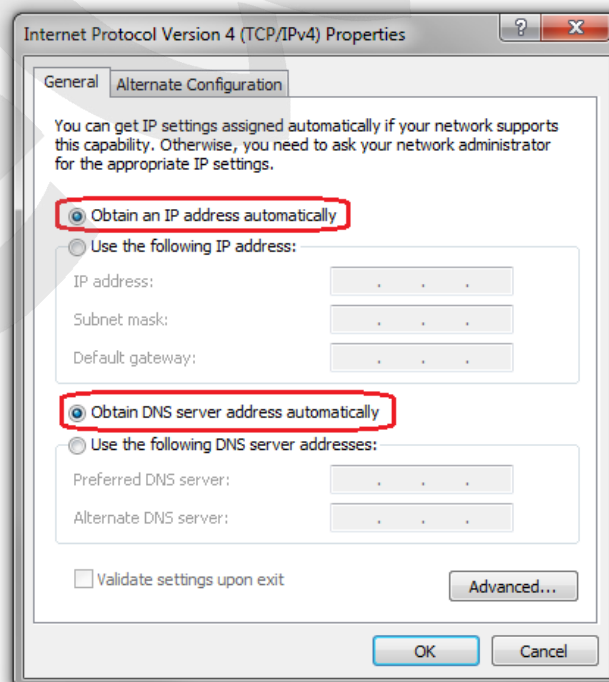 Internet Protocol Version 4 (TCP/IPv4) Properties
General
Alternate Configuration
You can get IP settings assigned automatically if your network supports
this capability. Otherwise, you need to ask your network administrator
for the appropriate IP settings.
Obtain an IP address automatically
Use the following IP address:
IP address:
Subnet mask:
Default gateway:
Obtain DNS server address automatically
Use the following DNS server addresses:
Preferred DNS server:
Alternate DNS server:
Validate settings upon exit
Advanced...
OK
Cancel